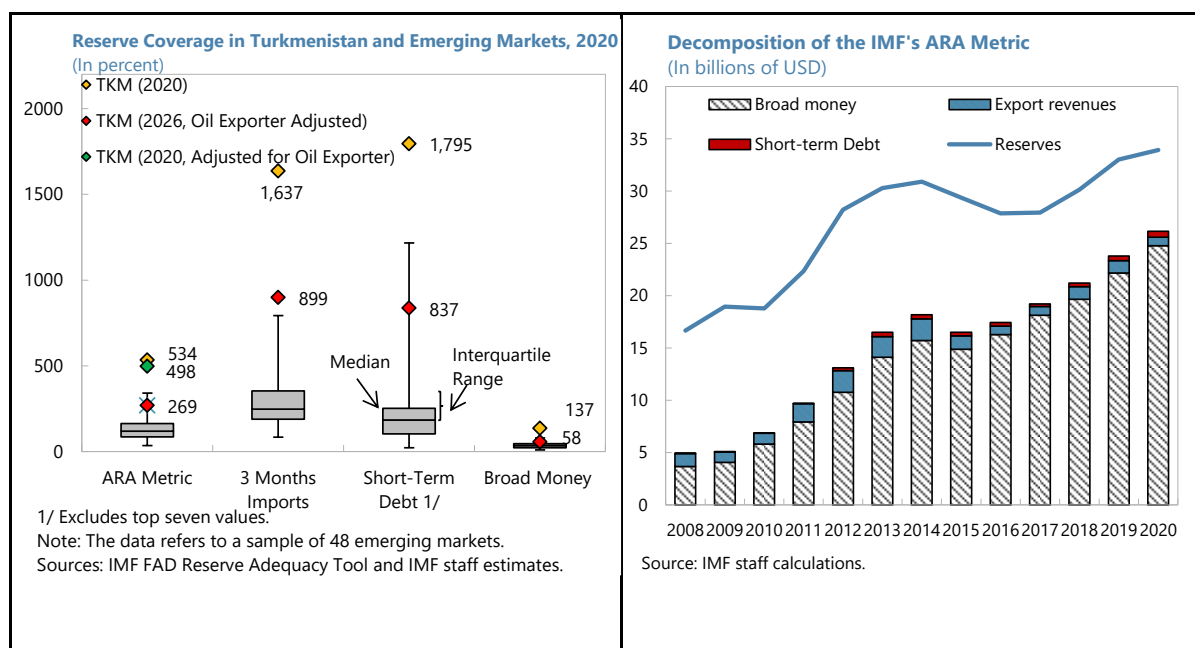 Reserve Coverage in Turkmenistan and Emerging Markets, 2020
(In percent)
TKM (2020)
TKM (2026, Oil Exporter Adjusted)
TKM (2020, Adjusted for Oil Exporter)
2000
1500
1000
500
0
1,795
1,637
899
837
534
498
269
137
58
Median
Interquartile
Range
ARA Metric
3 Months
Imports
Short-Term
Debt 1/
Broad Money
1/ Excludes top seven values.
Note: The data refers to a sample of 48 emerging markets.
Sources: IMF FAD Reserve Adequacy Tool and IMF staff estimates.
Decomposition of the IMF's ARA Metric
(In billions of USD)
40
35
30
25
20
15
10
5
0
Broad money
Export revenues
Short-term Debt
Reserves
2008 2009 2010 2011 2012 2013 2014 2015 2016 2017 2018 2019 2020
Source: IMF staff calculations.